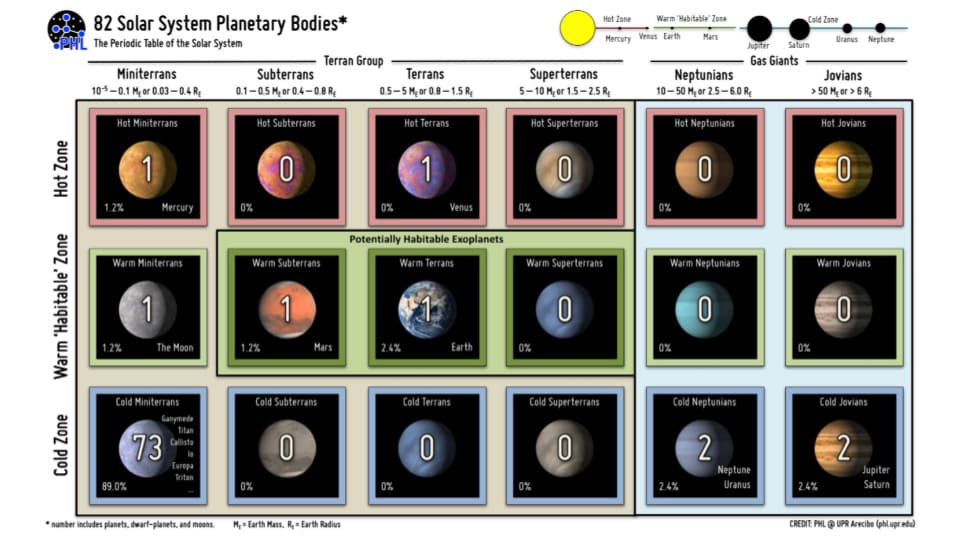 PHL
82 Solar System Planetary Bodies*
The Periodic Table of the Solar System
Hot Zone
Warm 'Habitable' Zone
Cold Zone
Mercury
Venus
Earth
Mars
Jupiter
Saturn
Uranus
Neptune
Terran Group
Gas Giants
Miniterrans
Subterrans
Terrans
Superterrans
Neptunians
Jovians
10⁻⁵ – 0.1 M_E or 0.03 – 0.4 R_E
0.1 – 0.5 M_E or 0.4 – 0.8 R_E
0.5 – 5 M_E or 0.8 – 1.5 R_E
5 – 10 M_E or 1.5 – 2.5 R_E
10 – 50 M_E or 2.5 – 6.0 R_E
> 50 M_E or > 6 R_E
Hot Zone
Hot Miniterrans
1
1.2% Mercury
Hot Subterrans
0
0%
Hot Terrans
1
0% Venus
Hot Superterrans
0
0%
Hot Neptunians
0
0%
Hot Jovians
0
0%
Potentially Habitable Exoplanets
Warm 'Habitable' Zone
Warm Miniterrans
1
1.2% The Moon
Warm Subterrans
1
1.2% Mars
Warm Terrans
1
2.4% Earth
Warm Superterrans
0
0%
Warm Neptunians
0
0%
Warm Jovians
0
0%
Cold Zone
Cold Miniterrans
73
Ganymede
Titan
Callisto
Io
Europa
Triton
...
89.0%
Cold Subterrans
0
0%
Cold Terrans
0
0%
Cold Superterrans
0
0%
Cold Neptunians
2
Neptune
2.4% Uranus
Cold Jovians
2
Jupiter
2.4% Saturn
* number includes planets, dwarf-planets, and moons.
M_E = Earth Mass, R_E = Earth Radius
CREDIT: PHL @ UPR Arecibo (phl.upr.edu)